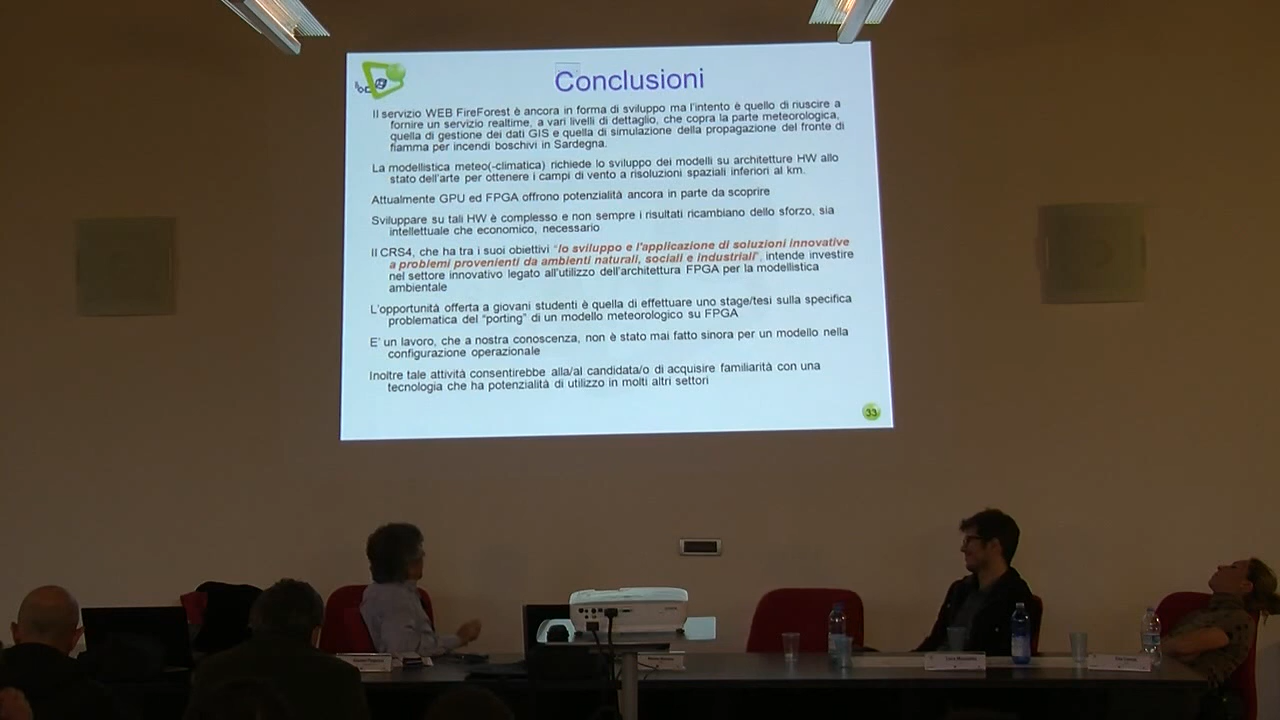 Conclusioni
Il servizio WEB FireForest è ancora in forma di sviluppo ma l'intento è quello di riuscire a
fornire un servizio realtime, a vari livelli di dettaglio, che copra la parte meteorologica,
quella di gestione dei dati GIS e quella di simulazione della propagazione del fronte di
fiamma per incendi boschivi in Sardegna.
La modellistica meteo(-climatica) richiede lo sviluppo dei modelli su architetture HW allo
stato dell'arte per ottenere i campi di vento a risoluzioni spaziali inferiori al km.
Attualmente GPU ed FPGA offrono potenzialità ancora in parte da scoprire
Sviluppare su tali HW è complesso e non sempre i risultati ricambiano dello sforzo, sia
intellettuale che economico, necessario
Il CRS4, che ha tra i suoi obiettivi "lo sviluppo e l'applicazione di soluzioni innovative
a problemi provenienti da ambienti naturali, sociali e industriali", intende investire
nel settore innovativo legato all'utilizzo dell'architettura FPGA per la modellistica
ambientale
L'opportunità offerta a giovani studenti è quella di effettuare uno stage/tesi sulla specifica
problematica del "porting" di un modello meteorologico su FPGA
E' un lavoro, che a nostra conoscenza, non è stato mai fatto sinora per un modello nella
configurazione operazionale
Inoltre tale attività consentirebbe alla/al candidata/o di acquisire familiarità con una
tecnologia che ha potenzialità di utilizzo in molti altri settori
33